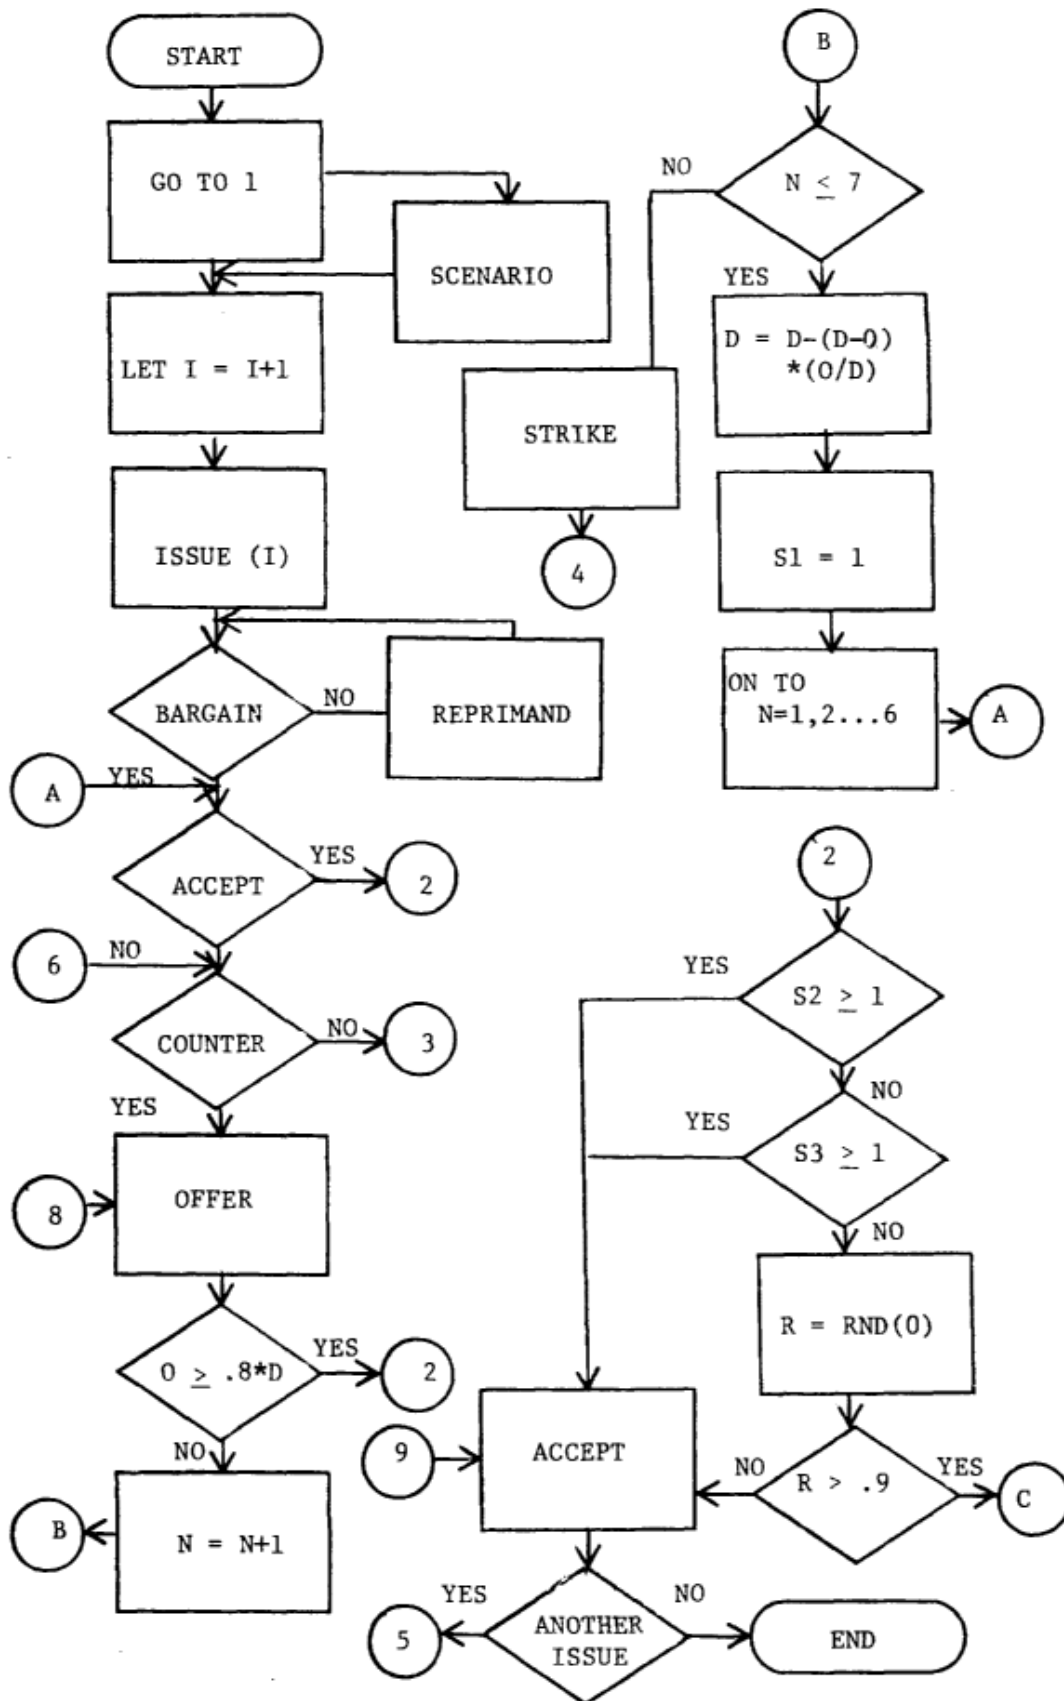 START
GO TO 1
SCENARIO
LET I = I+1
ISSUE (I)
BARGAIN
NO
REPRIMAND
A
YES
ACCEPT
YES
2
6
NO
COUNTER
NO
3
YES
8
OFFER
O ≥ .8*D
YES
2
NO
B
N = N+1
B
NO
N ≤ 7
YES
STRIKE
4
D = D-(D-O)
*(O/D)
S1 = 1
ON TO
N=1,2...6
A
2
YES
S2 ≥ 1
NO
YES
S3 ≥ 1
NO
R = RND(0)
9
ACCEPT
NO
R > .9
YES
C
YES
5
ANOTHER
ISSUE
NO
END